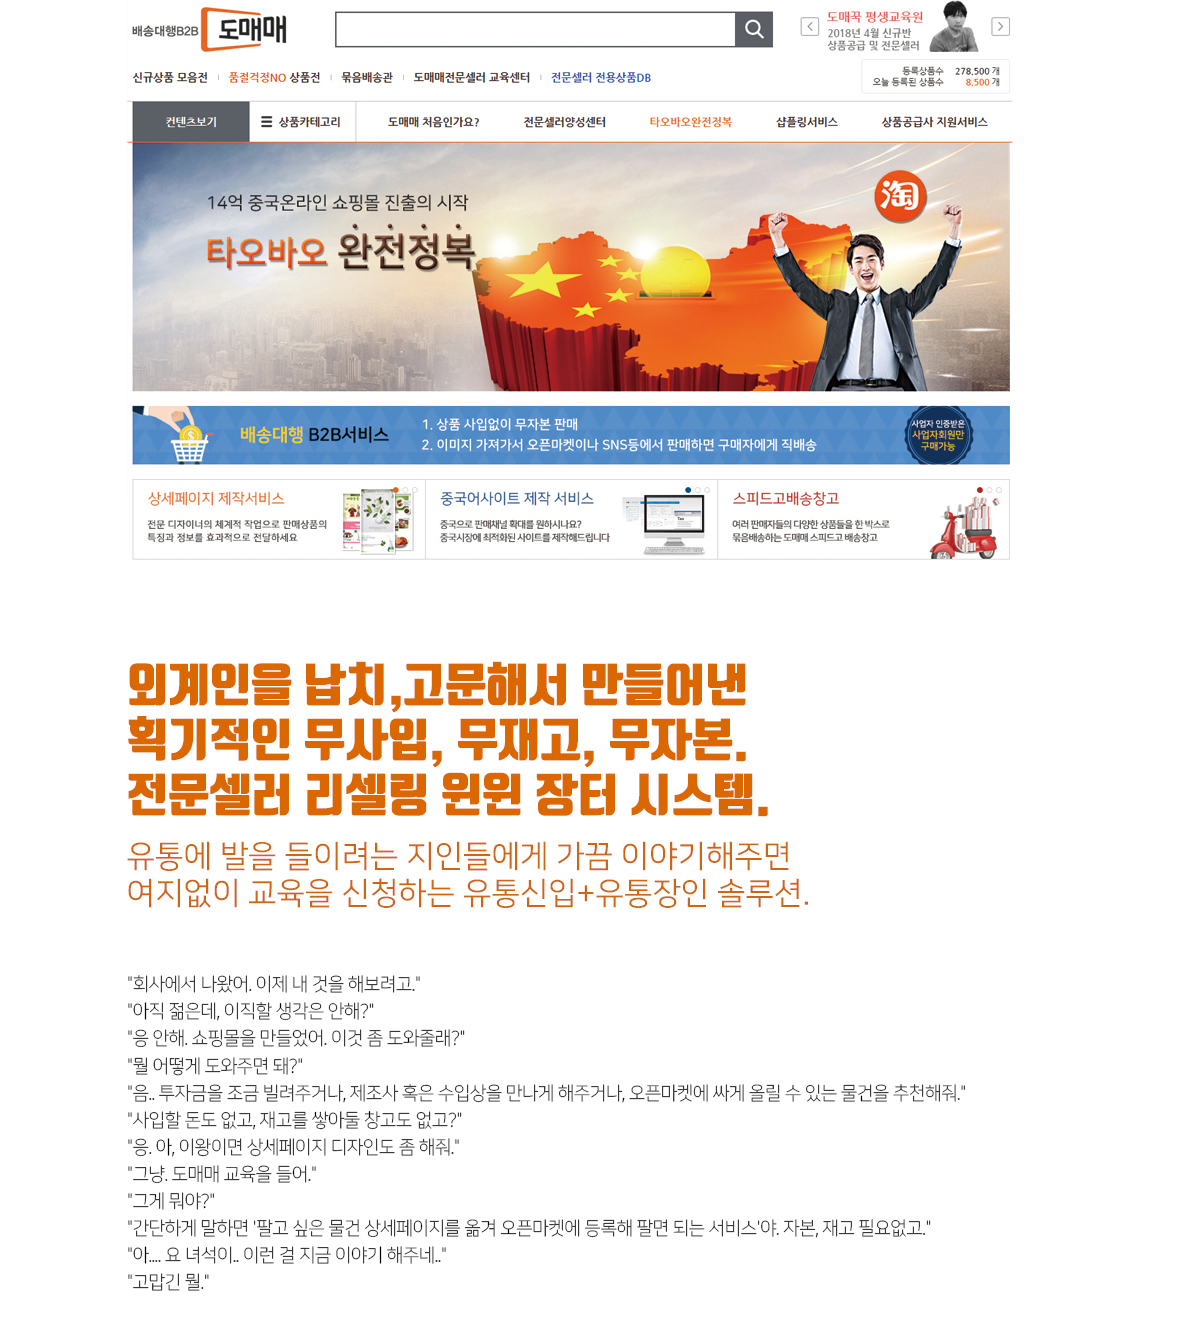 배송대행B2B 도매매
도매꾹 평생교육원
2018년 4월 신규반
상품공급 및 전문셀러
신규상품 모음전
품절걱정NO 상품전
묶음배송관
도매매전문셀러 교육센터
전문셀러 전용상품DB
등록상품수 278,500 개
오늘 등록된 상품수 8,500 개
컨텐츠보기
상품카테고리
도매매 처음인가요?
전문셀러양성센터
타오바오완전정복
샵플링서비스
상품공급사 지원서비스
14억 중국온라인 쇼핑몰 진출의 시작
타오바오 완전정복
淘
배송대행 B2B서비스
1. 상품 사입없이 무자본 판매
2. 이미지 가져가서 오픈마켓이나 SNS등에서 판매하면 구매자에게 직배송
사업자 인증받은
사업자회원만
구매가능
상세페이지 제작서비스
전문 디자이너의 체계적 작업으로 판매상품의
특징과 정보를 효과적으로 전달하세요
중국어사이트 제작 서비스
중국으로 판매채널 확대를 원하시나요?
중국시장에 최적화된 사이트를 제작해드립니다
스피드고배송창고
여러 판매자들의 다양한 상품들을 한 박스로
묶음배송하는 도매매 스피드고 배송창고
외계인을 납치,고문해서 만들어낸
획기적인 무사입, 무재고, 무자본.
전문셀러 리셀링 윈윈 장터 시스템.
유통에 발을 들이려는 지인들에게 가끔 이야기해주면
여지없이 교육을 신청하는 유통신입+유통장인 솔루션.
"회사에서 나왔어. 이제 내 것을 해보려고."
"아직 젊은데, 이직할 생각은 안해?"
"응 안해. 쇼핑몰을 만들었어. 이것 좀 도와줄래?"
"뭘 어떻게 도와주면 돼?"
"음.. 투자금을 조금 빌려주거나, 제조사 혹은 수입상을 만나게 해주거나, 오픈마켓에 싸게 올릴 수 있는 물건을 추천해줘."
"사입할 돈도 없고, 재고를 쌓아둘 창고도 없고?"
"응. 아, 이왕이면 상세페이지 디자인도 좀 해줘."
"그냥. 도매매 교육을 들어."
"그게 뭐야?"
"간단하게 말하면 '팔고 싶은 물건 상세페이지를 옮겨 오픈마켓에 등록해 팔면 되는 서비스'야. 자본, 재고 필요없고."
"아.... 요 녀석이.. 이런 걸 지금 이야기 해주네.."
"고맙긴 뭘."